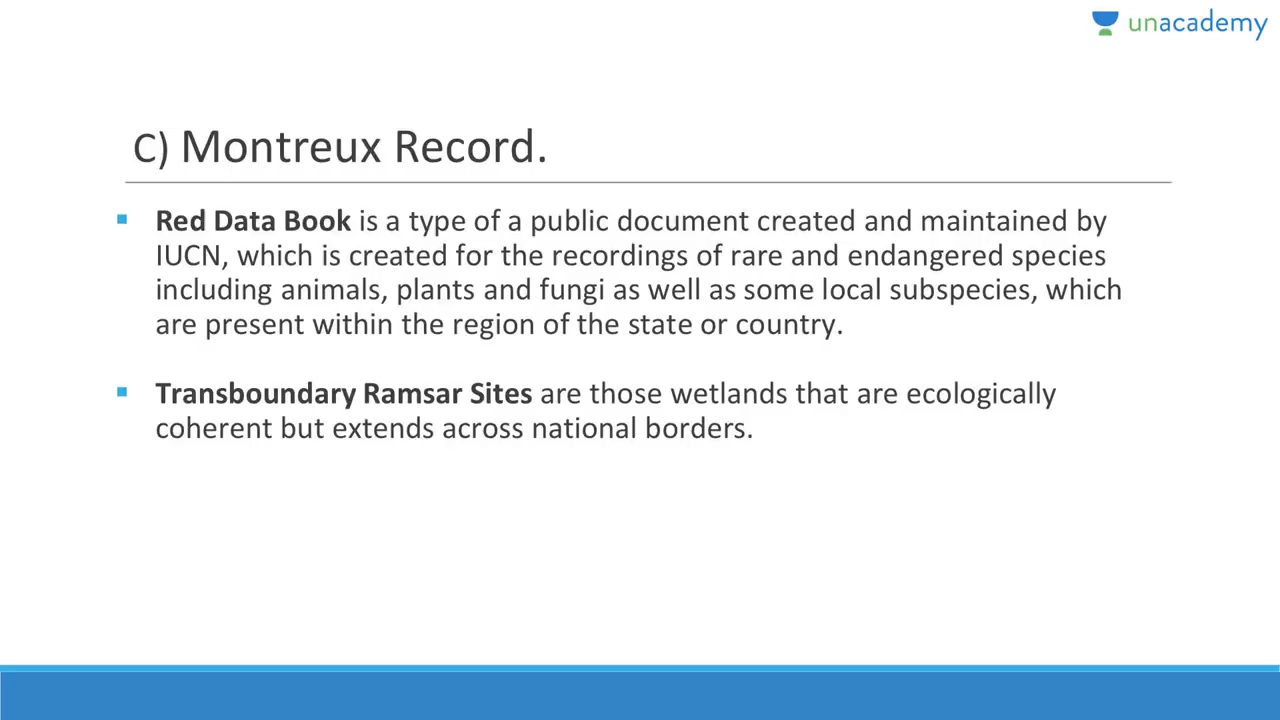 unacademy
C) Montreux Record.
▪ Red Data Book is a type of a public document created and maintained by
IUCN, which is created for the recordings of rare and endangered species
including animals, plants and fungi as well as some local subspecies, which
are present within the region of the state or country.
▪ Transboundary Ramsar Sites are those wetlands that are ecologically
coherent but extends across national borders.